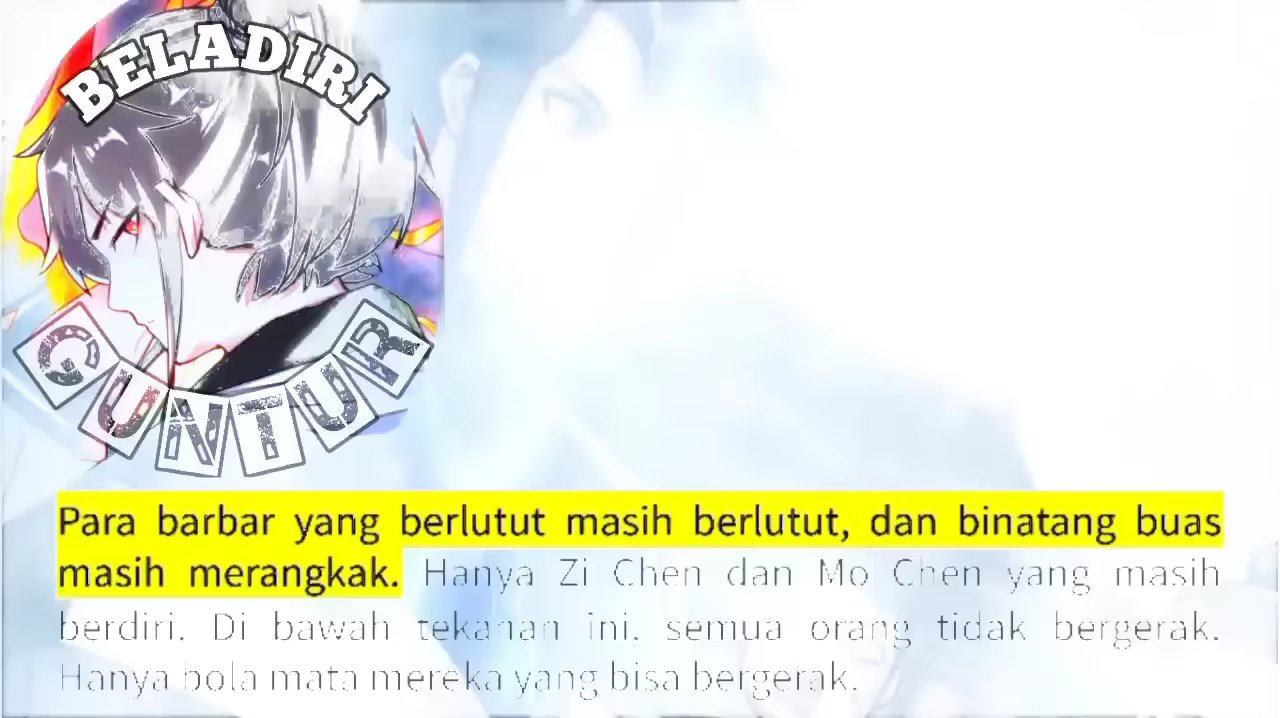 BELADIRI
GUNTUR
Para barbar yang berlutut masih berlutut, dan binatang buas
masih merangkak. Hanya Zi Chen dan Mo Chen yang masih
berdiri. Di bawah tekanan ini, semua orang tidak bergerak.
Hanya bola mata mereka yang bisa bergerak.